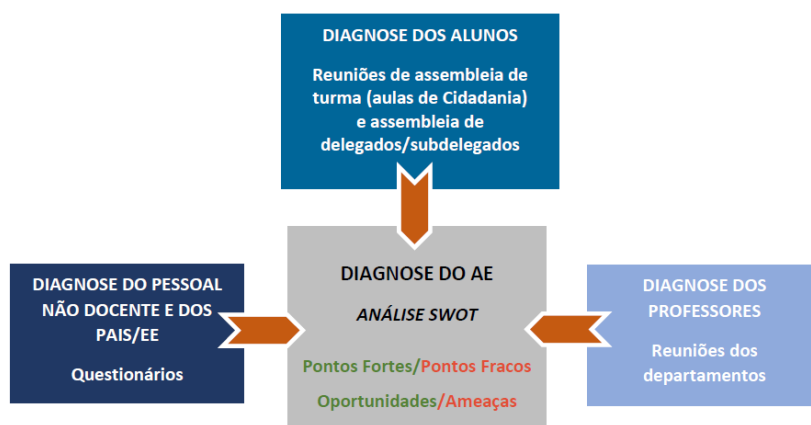 DIAGNOSE DOS ALUNOS
Reuniões de assembleia de
turma (aulas de Cidadania)
e assembleia de
delegados/subdelegados
DIAGNOSE DO PESSOAL
NÃO DOCENTE E DOS
PAIS/EE
Questionários
DIAGNOSE DO AE
ANÁLISE SWOT
Pontos Fortes/Pontos Fracos
Oportunidades/Ameaças
DIAGNOSE DOS
PROFESSORES
Reuniões dos
departamentos